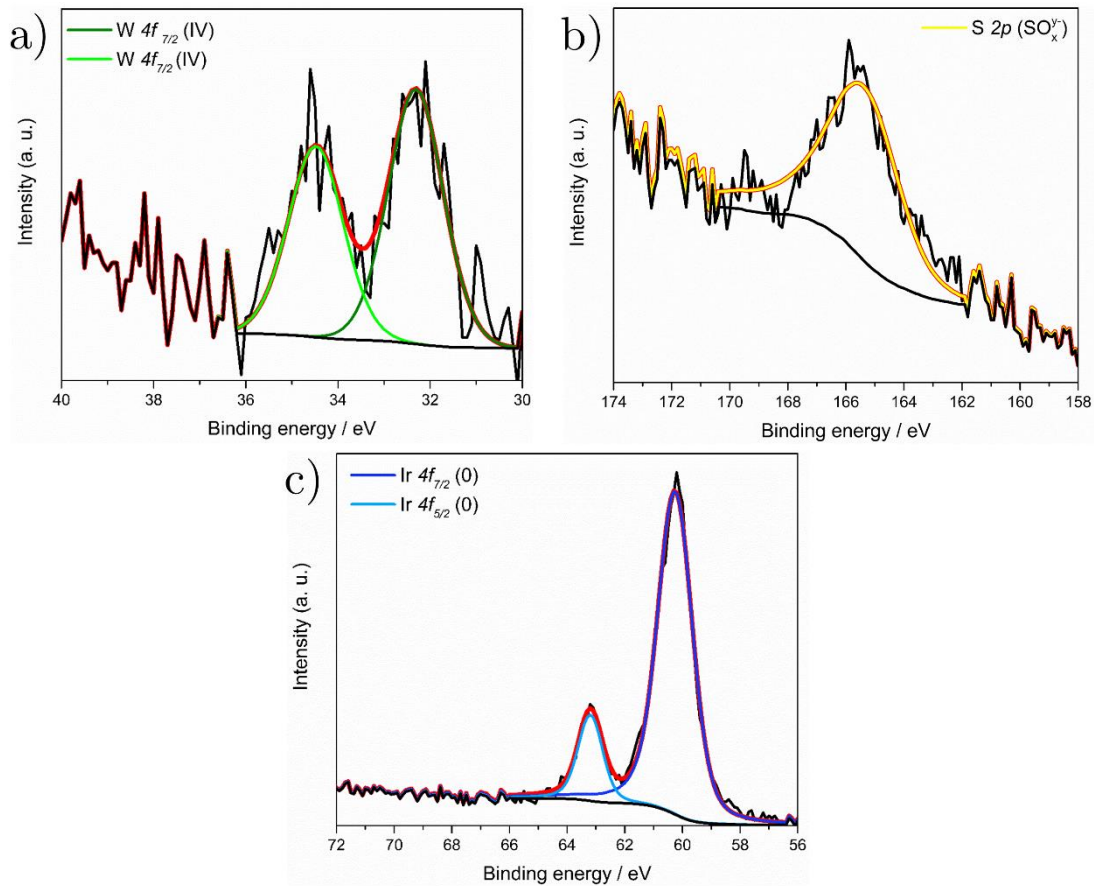 a)
W 4f 7/2 (IV)
W 4f7/2 (IV)
Intensity (a. u.)
40 38 36 34 32 30
Binding energy / eV
b)
S 2p (SOxy-)
Intensity (a. u.)
174 172 170 168 166 164 162 160 158
Binding energy / eV
c)
Ir 4f7/2 (0)
Ir 4f5/2 (0)
Intensity (a. u.)
72 70 68 66 64 62 60 58 56
Binding energy / eV